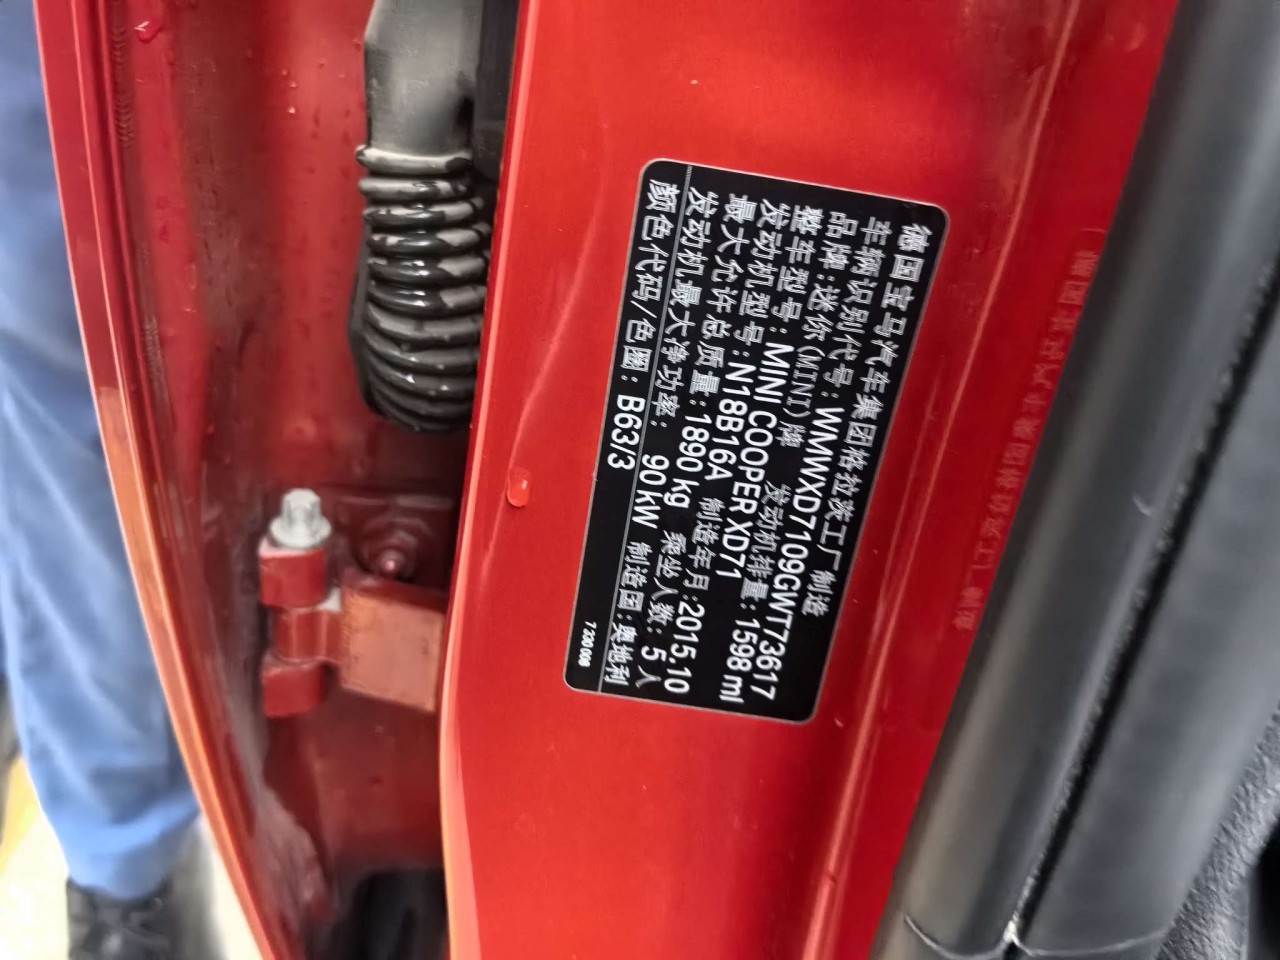 德国宝马汽车集团格拉茨工厂制造
车辆识别代号：WMWXD7109GWT73617
品牌：迷你(MINI)牌 发动机排量：1598 ml
整车型号：MINI COOPER XD71
发动机型号：N18B16A 制造年月：2015.10
最大允许总质量：1890 kg 乘坐人数：5 人
发动机最大净功率： 90 kW 制造国：奥地利
颜色代码/色图：B63/3
7 330 006